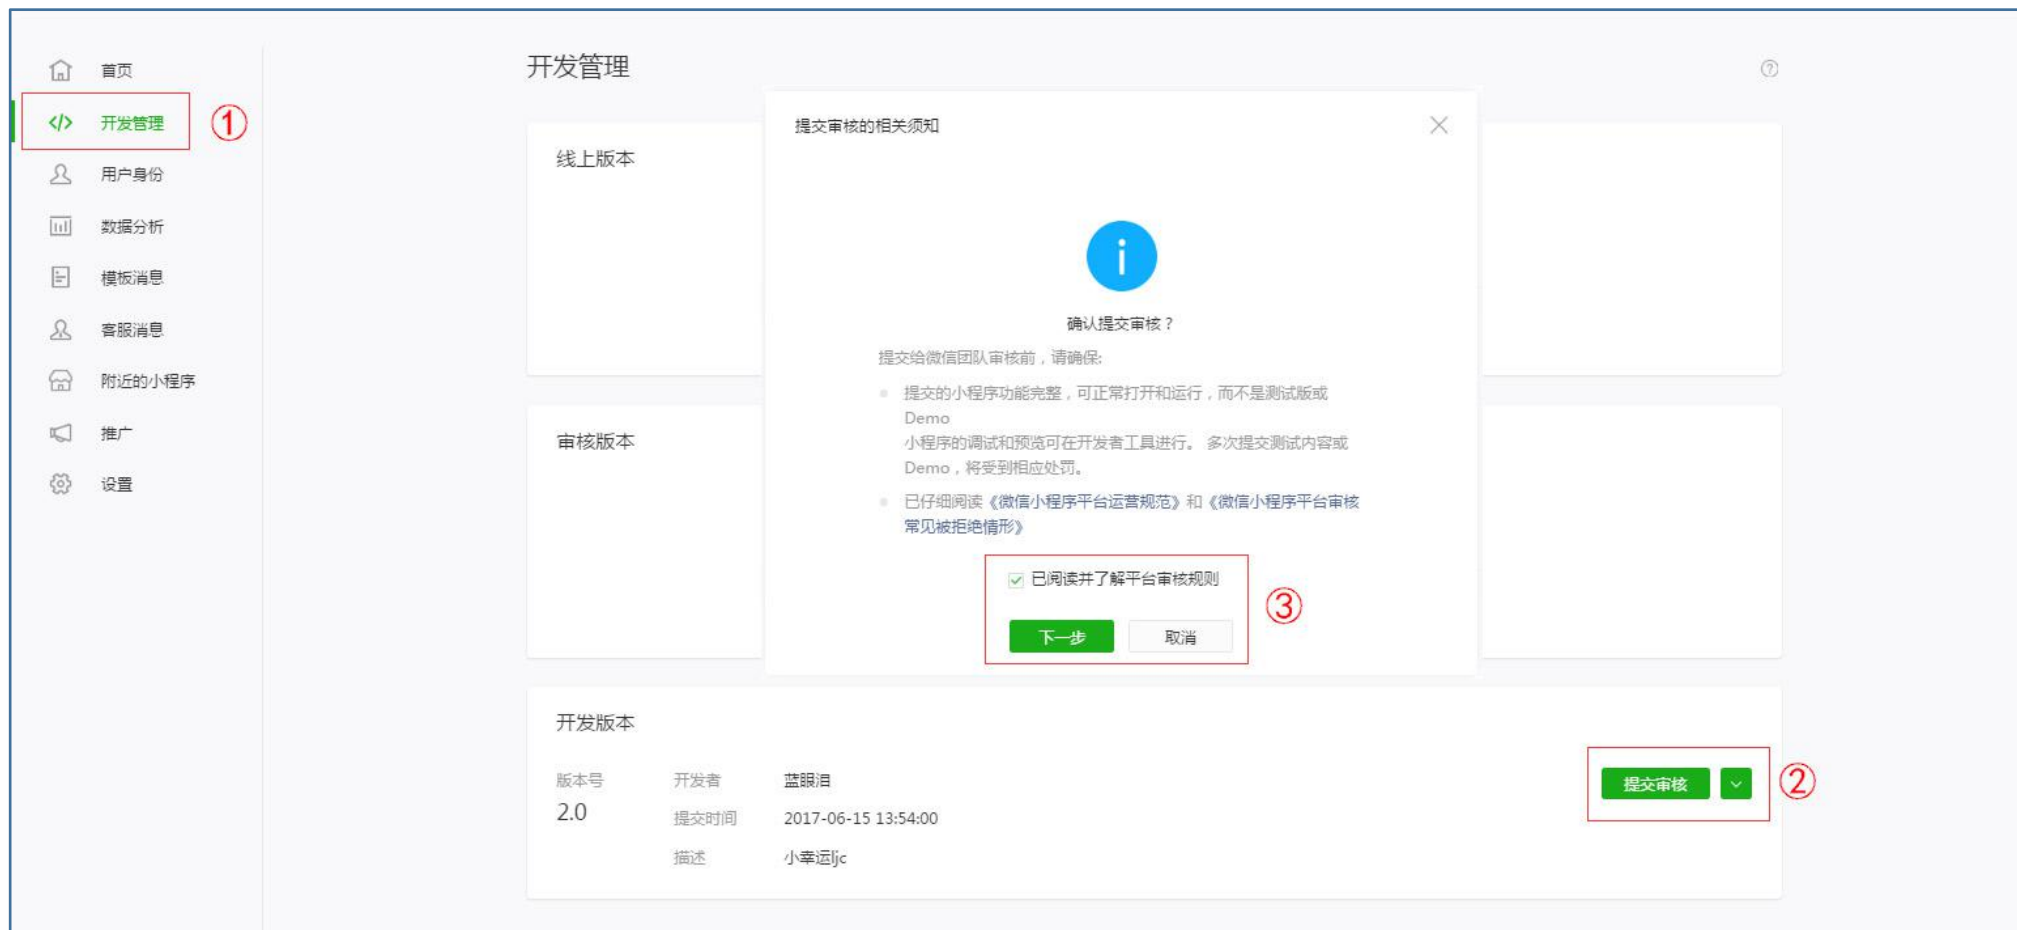 首页
开发管理
①
用户身份
数据分析
模板消息
客服消息
附近的小程序
推广
设置
开发管理
线上版本
审核版本
提交审核的相关须知
确认提交审核？
提交给微信团队审核前，请确保:
提交的小程序功能完整，可正常打开和运行，而不是测试版或
Demo
小程序的调试和预览可在开发者工具进行。 多次提交测试内容或
Demo，将受到相应处罚。
已仔细阅读《微信小程序平台运营规范》和《微信小程序平台审核
常见被拒绝情形》
已阅读并了解平台审核规则
下一步 取消
③
开发版本
版本号
2.0
开发者 蓝眼泪
提交时间 2017-06-15 13:54:00
描述 小幸运ljc
提交审核
②